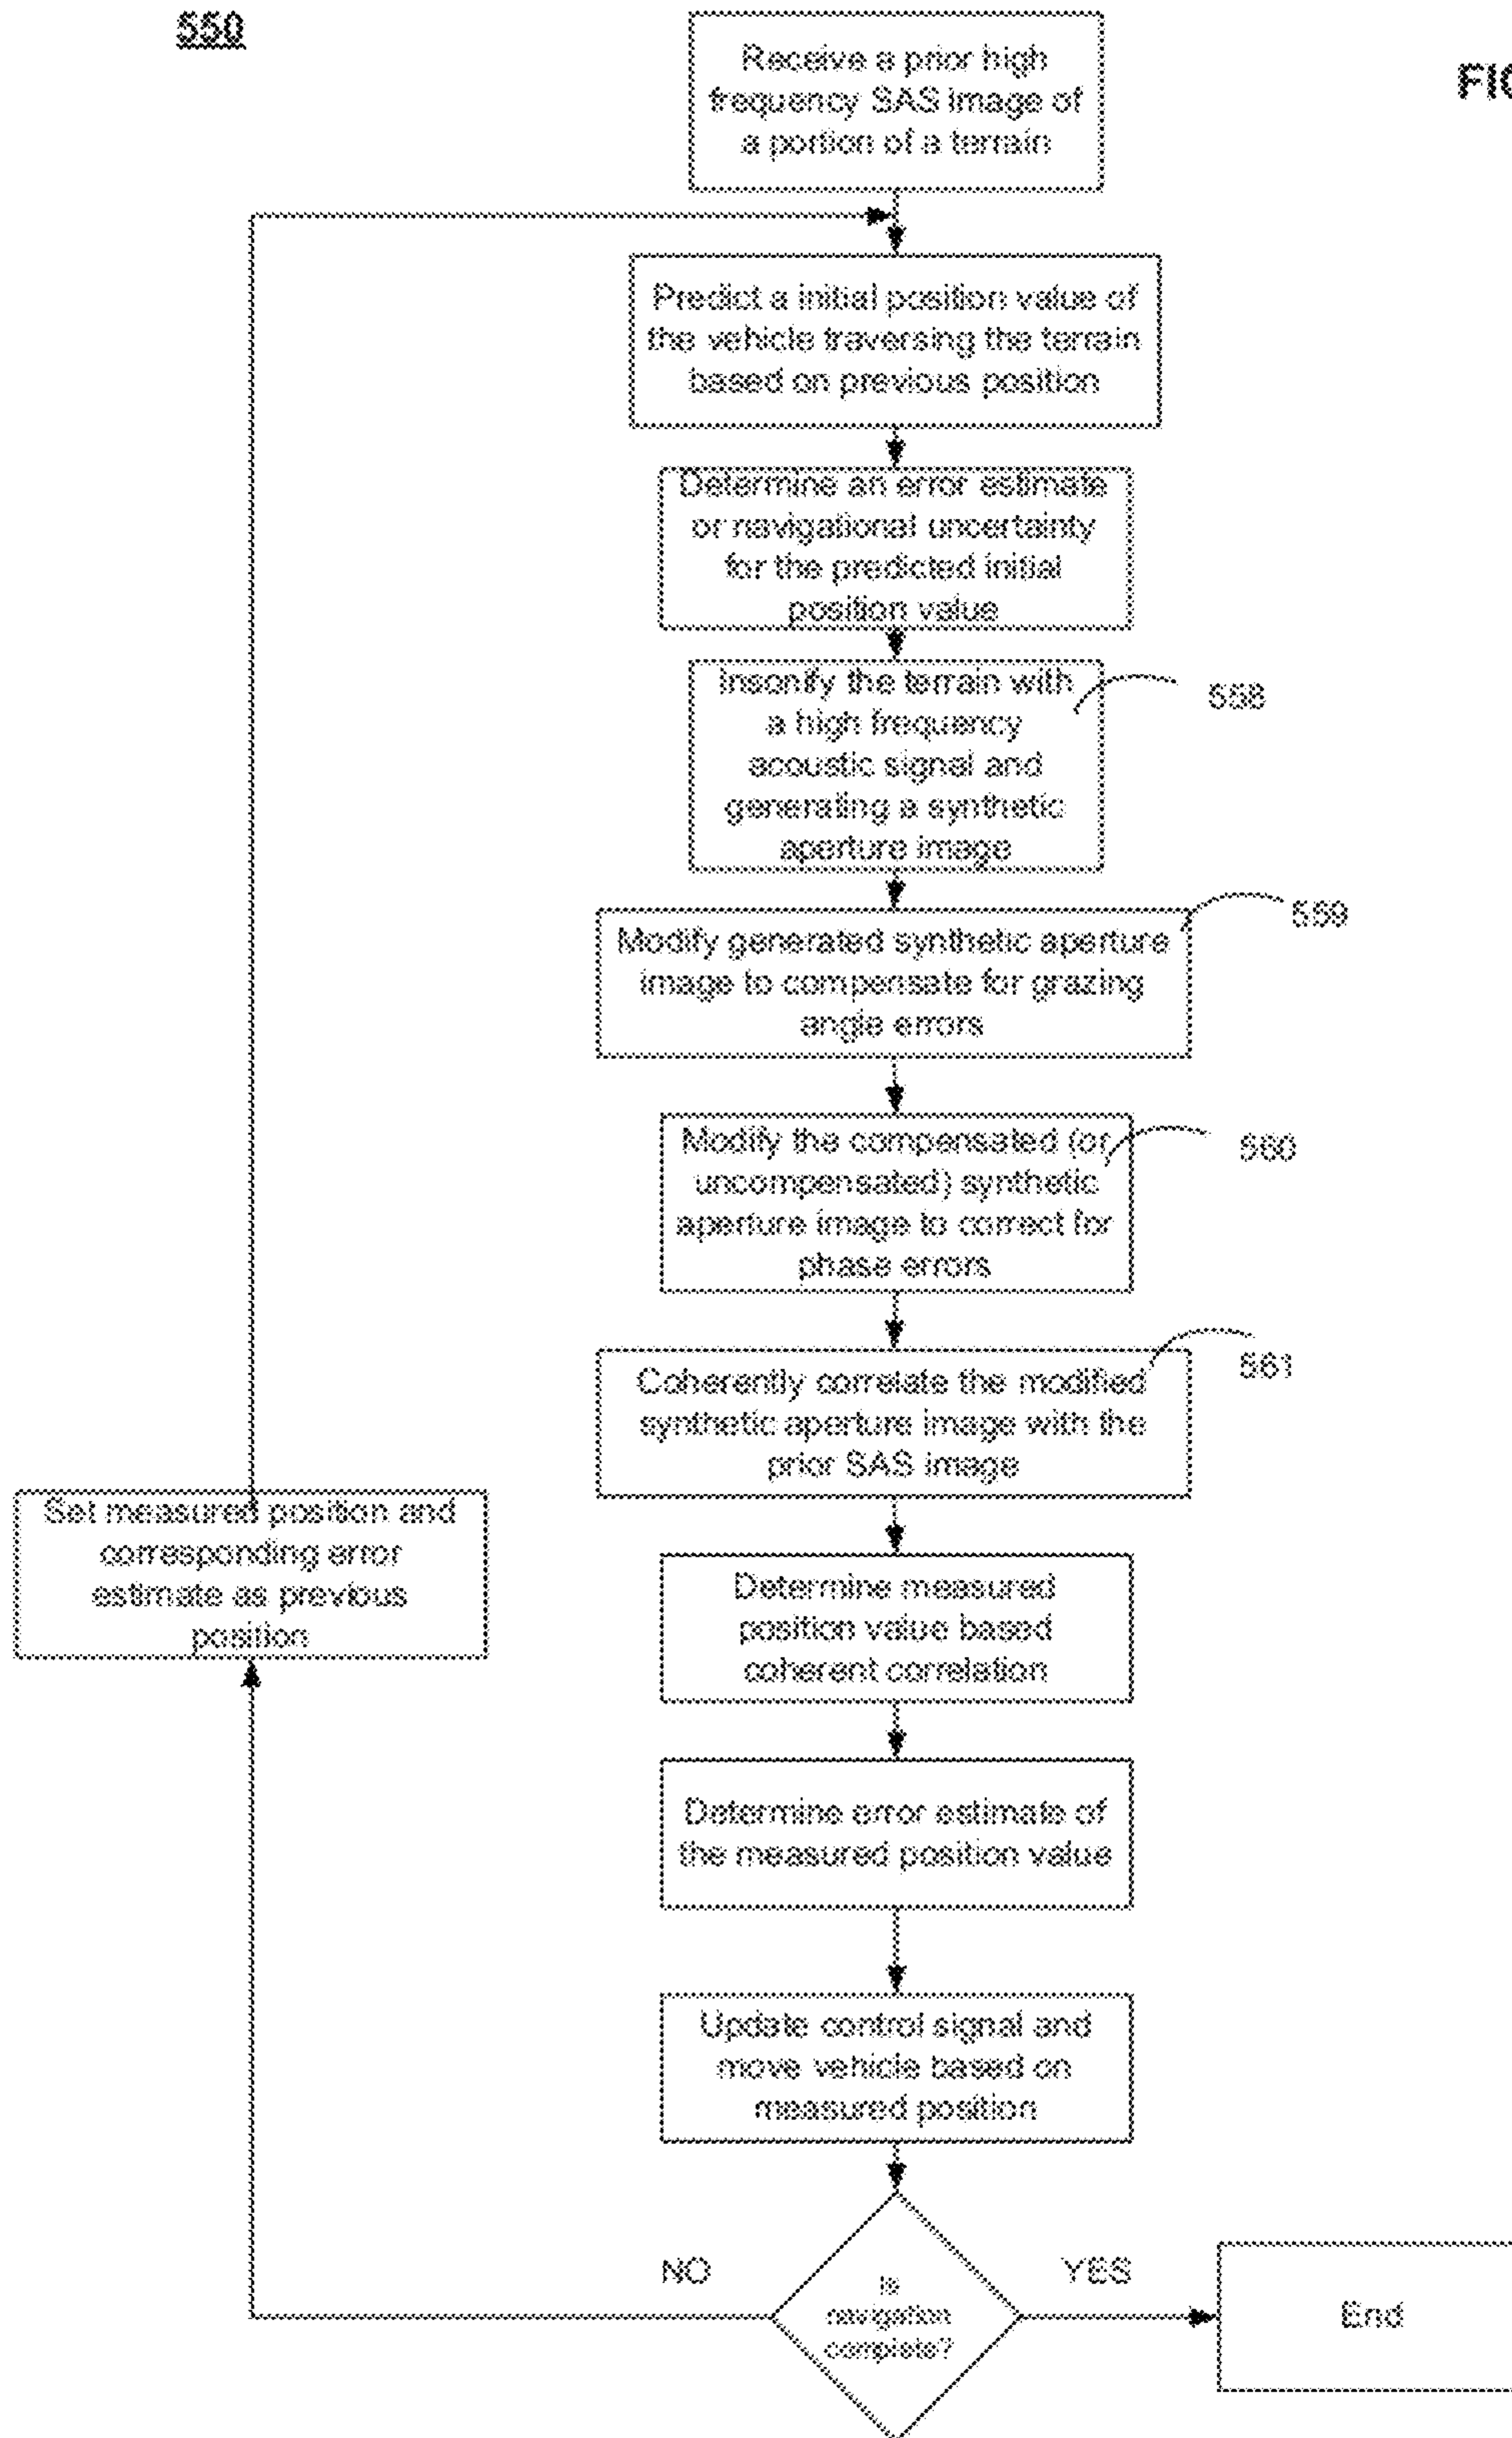 550
FIG
Receive a prior high
frequency SAS image of
a portion of a terrain
Predict a initial position value of
the vehicle traversing the terrain
based on previous position
Determine an error estimate
or navigational uncertainty
for the predicted initial
position value
Insonify the terrain with
a high frequency
acoustic signal and
generating a synthetic
aperture image
558
Modify generated synthetic aperture
image to compensate for grazing
angle errors
559
Modify the compensated (or
uncompensated) synthetic
aperture image to correct for
phase errors
560
Coherently correlate the modified
synthetic aperture image with the
prior SAS image
561
Set measured position and
corresponding error
estimate as previous
position
Determine measured
position value based
coherent correlation
Determine error estimate of
the measured position value
Update control signal and
move vehicle based on
measured position
NO
Is
navigation
complete?
YES
End